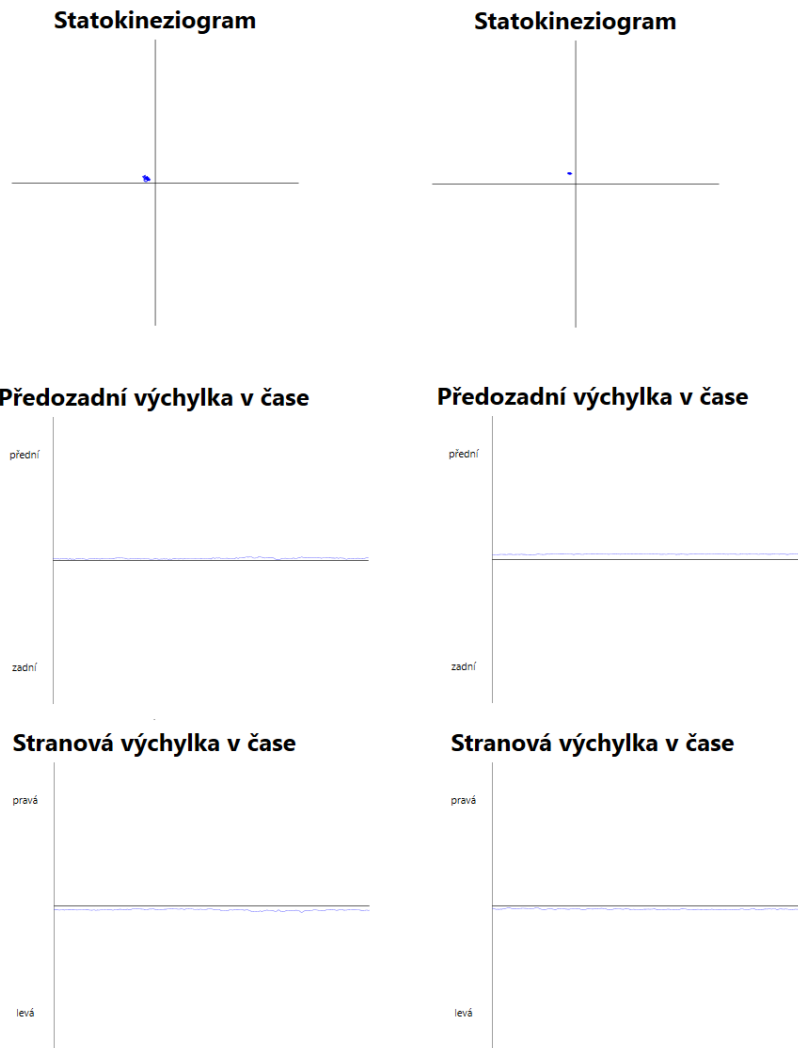 Statokineziogram
Statokineziogram
Předozadní výchylka v čase
Předozadní výchylka v čase
přední
přední
zadní
zadní
Stranová výchylka v čase
Stranová výchylka v čase
pravá
pravá
levá
levá